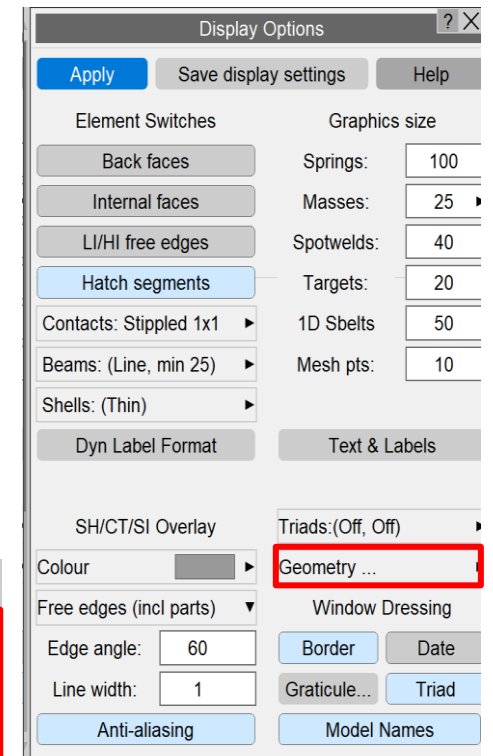 Display Options ? X
Apply Save display settings Help
Element Switches Graphics size
Back faces Springs: 100
Internal faces Masses: 25
LI/HI free edges Spotwelds: 40
Hatch segments Targets: 20
Contacts: Stippled 1x1 1D Sbelts 50
Beams: (Line, min 25) Mesh pts: 10
Shells: (Thin)
Dyn Label Format Text & Labels
SH/CT/SI Overlay Triads:(Off, Off)
Colour Geometry ...
Free edges (incl parts) Window Dressing
Edge angle: 60 Border Date
Line width: 1 Graticule... Triad
Anti-aliasing Model Names